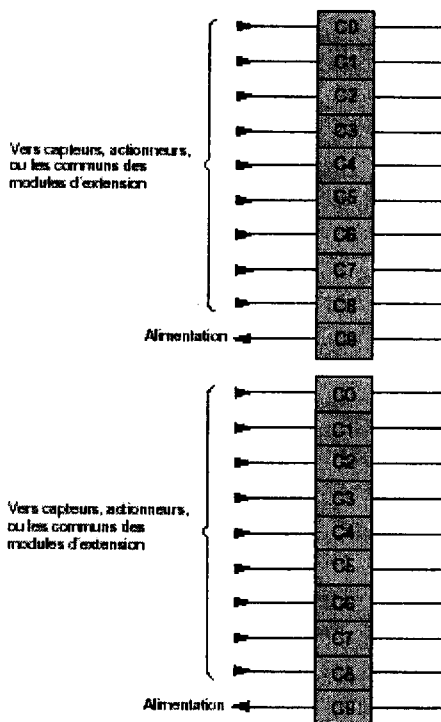 C0
C1
C2
Vers capteurs, actionneurs,
ou les communs des
modules d'extension
C3
C4
C5
C6
C7
C8
Alimentation
C9
C0
C1
C2
Vers capteurs, actionneurs,
ou les communs des
modules d'extension
C3
C4
C5
C6
C7
C8
Alimentation
C9